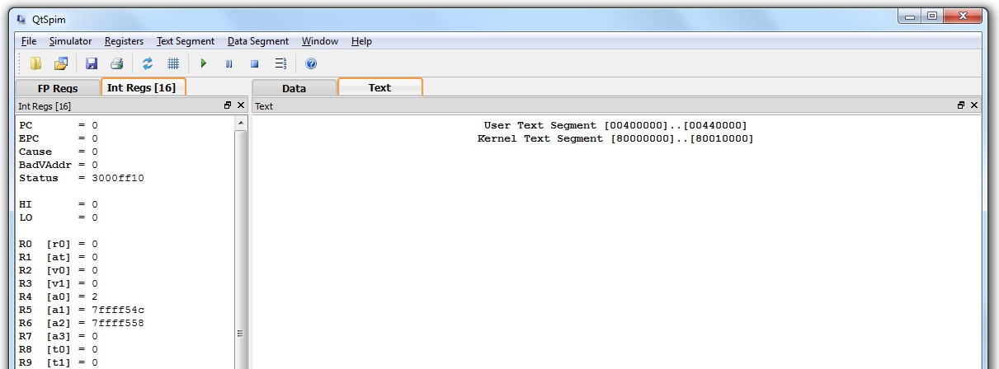 QtSpim
File Simulator Registers Text Segment Data Segment Window Help
FP Regs Int Regs [16] Data Text
Int Regs [16] Text
PC = 0
EPC = 0
Cause = 0
BadVAddr = 0
Status = 3000ff10
HI = 0
LO = 0
R0 [r0] = 0
R1 [at] = 0
R2 [v0] = 0
R3 [v1] = 0
R4 [a0] = 2
R5 [a1] = 7ffff54c
R6 [a2] = 7ffff558
R7 [a3] = 0
R8 [t0] = 0
R9 [t1] = 0
User Text Segment [00400000]..[00440000]
Kernel Text Segment [80000000]..[80010000]